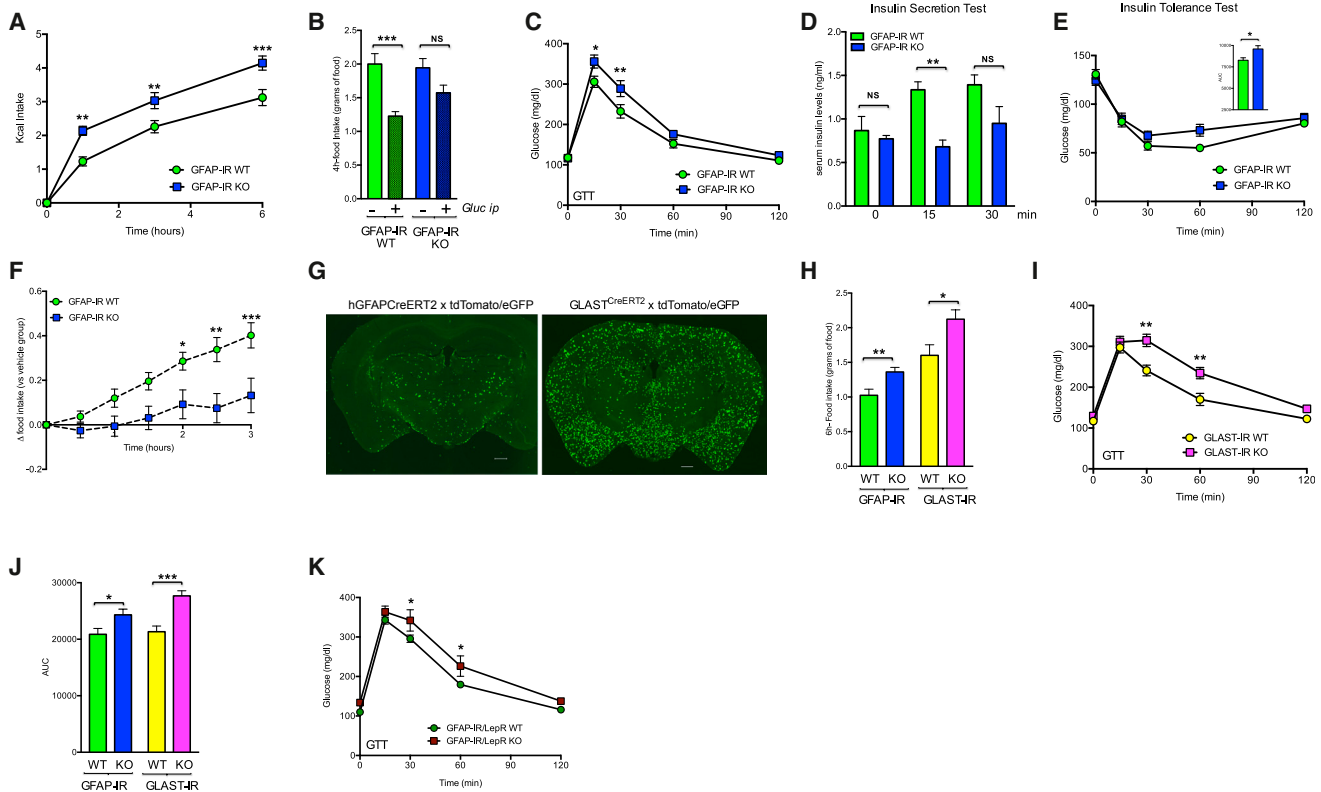 A
Kcal Intake
5
4
3
2
1
0
**
**
***
GFAP-IR WT
GFAP-IR KO
0
2
4
6
Time (hours)
B
4h-food Intake (grams of food)
2.5
2.0
1.5
1.0
0.5
0.0
***
NS
–
+
–
+
Gluc ip
GFAP-IR
WT
GFAP-IR
KO
C
Glucose (mg/dl)
400
300
200
100
0
*
**
GFAP-IR WT
GFAP-IR KO
GTT
0
30
60
90
120
Time (min)
D
Insulin Secretion Test
serum insulin levels (ng/ml)
2.0
1.5
1.0
0.5
0.0
GFAP-IR WT
GFAP-IR KO
NS
**
NS
0
15
30
min
E
Insulin Tolerance Test
Glucose (mg/dl)
150
100
50
0
*
AUC
10000
7500
5000
2500
GFAP-IR WT
GFAP-IR KO
0
30
60
90
120
Time (min)
F
Δ food intake (vs vehicle group)
0.6
0.4
0.2
0.0
−0.2
GFAP-IR WT
GFAP-IR KO
*
**
***
Time (hours)
2
3
G
hGFAPCreERT2 x tdTomato/eGFP
GLASTCreERT2 x tdTomato/eGFP
H
6h- Food intake (grams of food)
2.5
2.0
1.5
1.0
0.5
0.0
**
*
WT KO
WT KO
GFAP-IR
GLAST-IR
I
Glucose (mg/dl)
400
300
200
100
0
**
**
GLAST-IR WT
GLAST-IR KO
GTT
0
30
60
90
120
Time (min)
J
AUC
30000
20000
10000
0
*
***
WT KO
WT KO
GFAP-IR
GLAST-IR
K
Glucose (mg/dl)
400
300
200
100
0
*
*
GFAP-IR/LepR WT
GFAP-IR/LepR KO
GTT
0
30
60
90
120
Time (min)